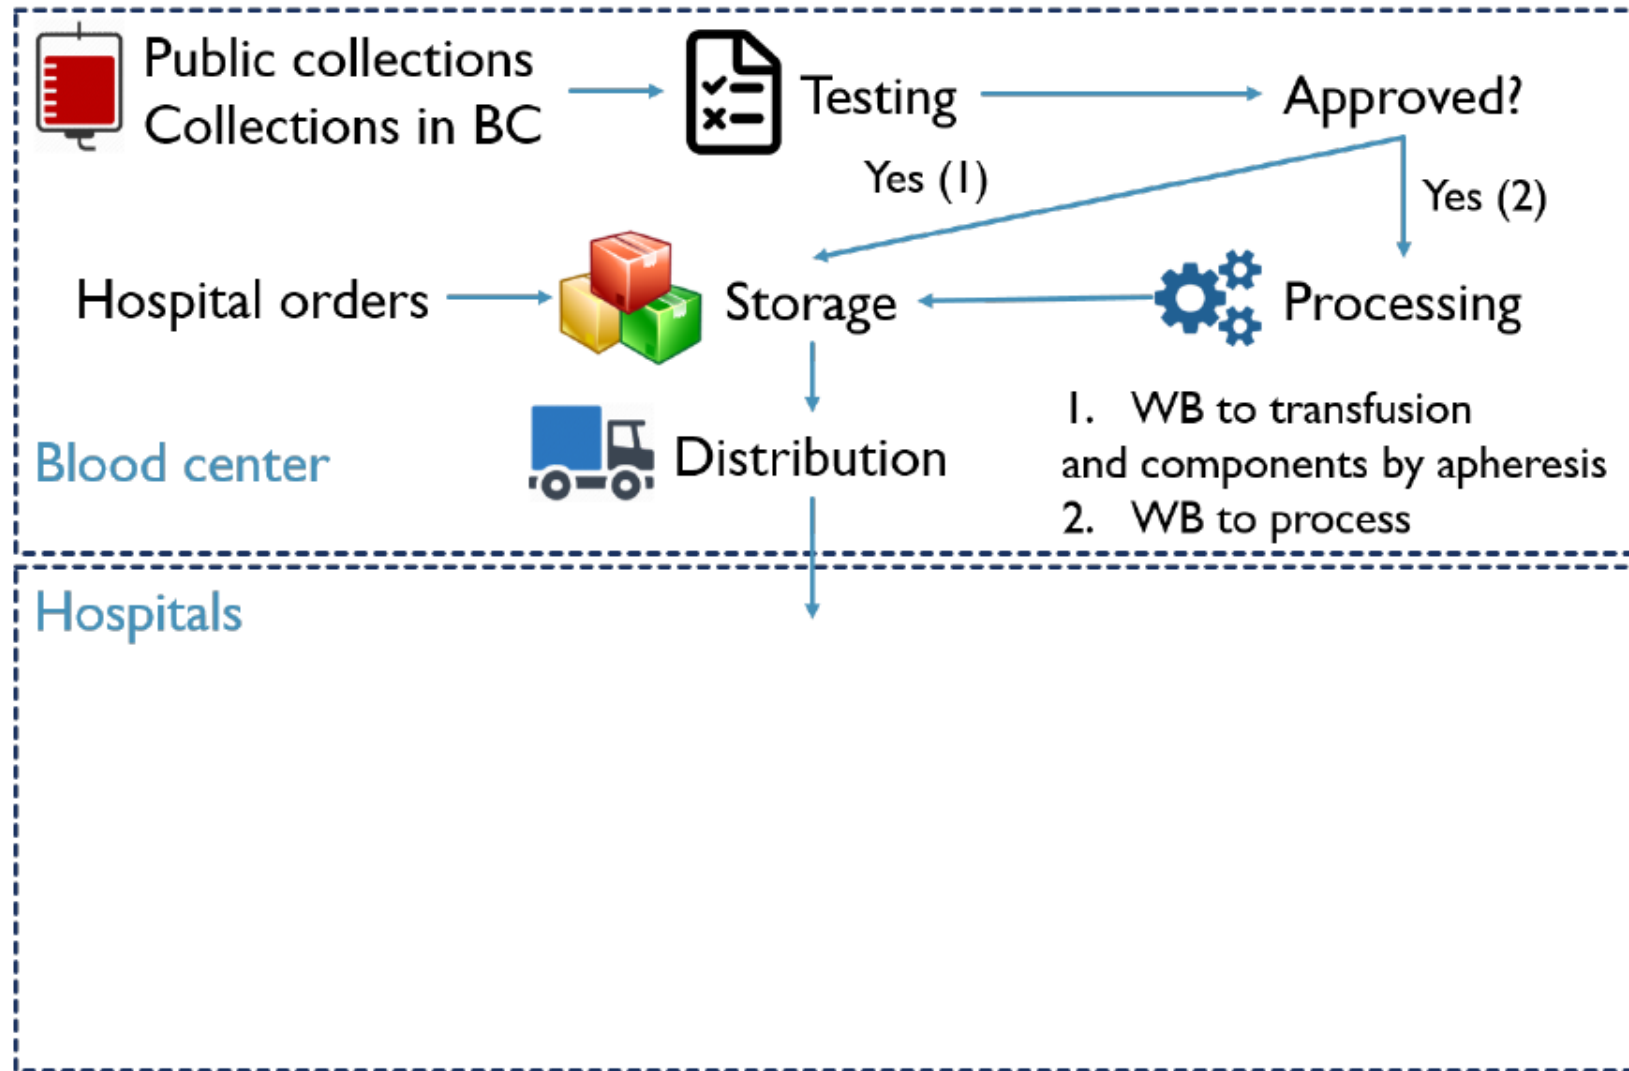 Public collections
Collections in BC
Testing
Approved?
Yes (1)
Yes (2)
Hospital orders
Storage
Processing
Distribution
1. WB to transfusion
and components by apheresis
2. WB to process
Blood center
Hospitals